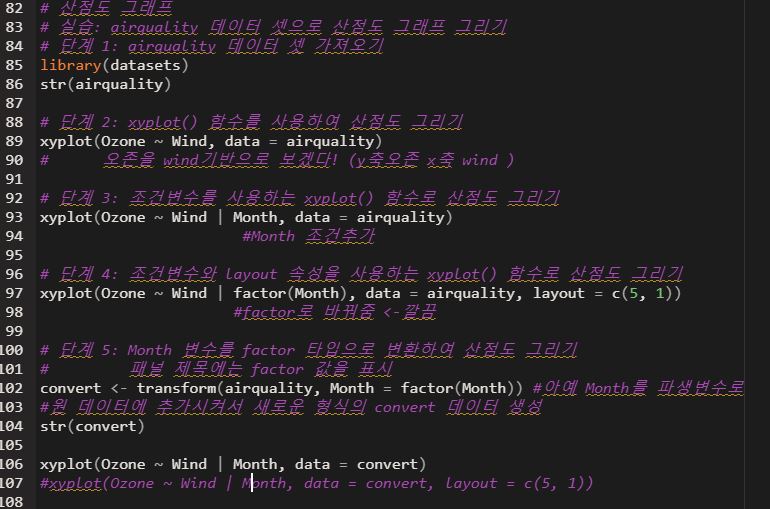 82 # 산점도 그래프
83 # 실습: airquality 데이터 셋으로 산점도 그래프 그리기
84 # 단계 1: airquality 데이터 셋 가져오기
85 library(datasets)
86 str(airquality)
87
88 # 단계 2: xyplot() 함수를 사용하여 산점도 그리기
89 xyplot(Ozone ~ Wind, data = airquality)
90 #      오존을 wind기반으로 보겠다! (y축오존 x축 wind )
91
92 # 단계 3: 조건변수를 사용하는 xyplot() 함수로 산점도 그리기
93 xyplot(Ozone ~ Wind | Month, data = airquality)
94                        #Month 조건추가
95
96 # 단계 4: 조건변수와 layout 속성을 사용하는 xyplot() 함수로 산점도 그리기
97 xyplot(Ozone ~ Wind | factor(Month), data = airquality, layout = c(5, 1))
98                       #factor로 바꿔줌 <-깔끔
99
100 # 단계 5: Month 변수를 factor 타입으로 변환하여 산점도 그리기
101 #         패널 제목에는 factor 값을 표시
102 convert <- transform(airquality, Month = factor(Month)) #아예 Month를 파생변수로
103 #원 데이터에 추가시켜서 새로운 형식의 convert 데이터 생성
104 str(convert)
105
106 xyplot(Ozone ~ Wind | Month, data = convert)
107 #xyplot(Ozone ~ Wind | Month, data = convert, layout = c(5, 1))
108